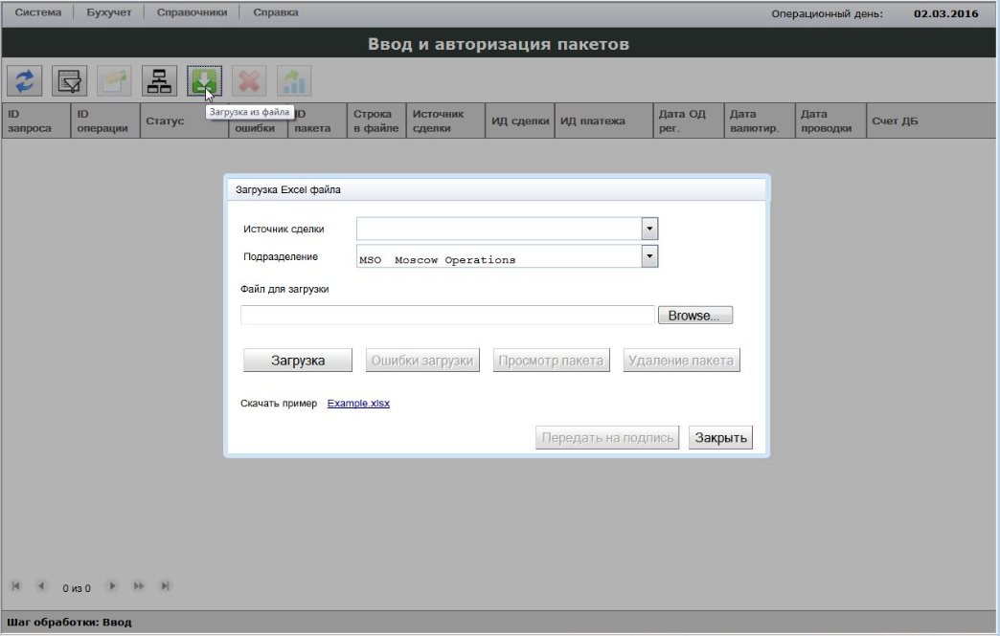 Система Бухучет Справочники Справка Операционный день: 02.03.2016
Ввод и авторизация пакетов
Загрузка из файла
ID запроса
ID операции
Статус
ошибки
ID пакета
Строка в файле
Источник сделки
ИД сделки
ИД платежа
Дата ОД рег.
Дата валютир.
Дата проводки
Счет ДБ
Загрузка Excel файла
Источник сделки
Подразделение MSO Moscow Operations
Файл для загрузки
Browse...
Загрузка Ошибки загрузки Просмотр пакета Удаление пакета
Скачать пример Example.xlsx
Передать на подпись Закрыть
0 из 0
Шаг обработки: Ввод